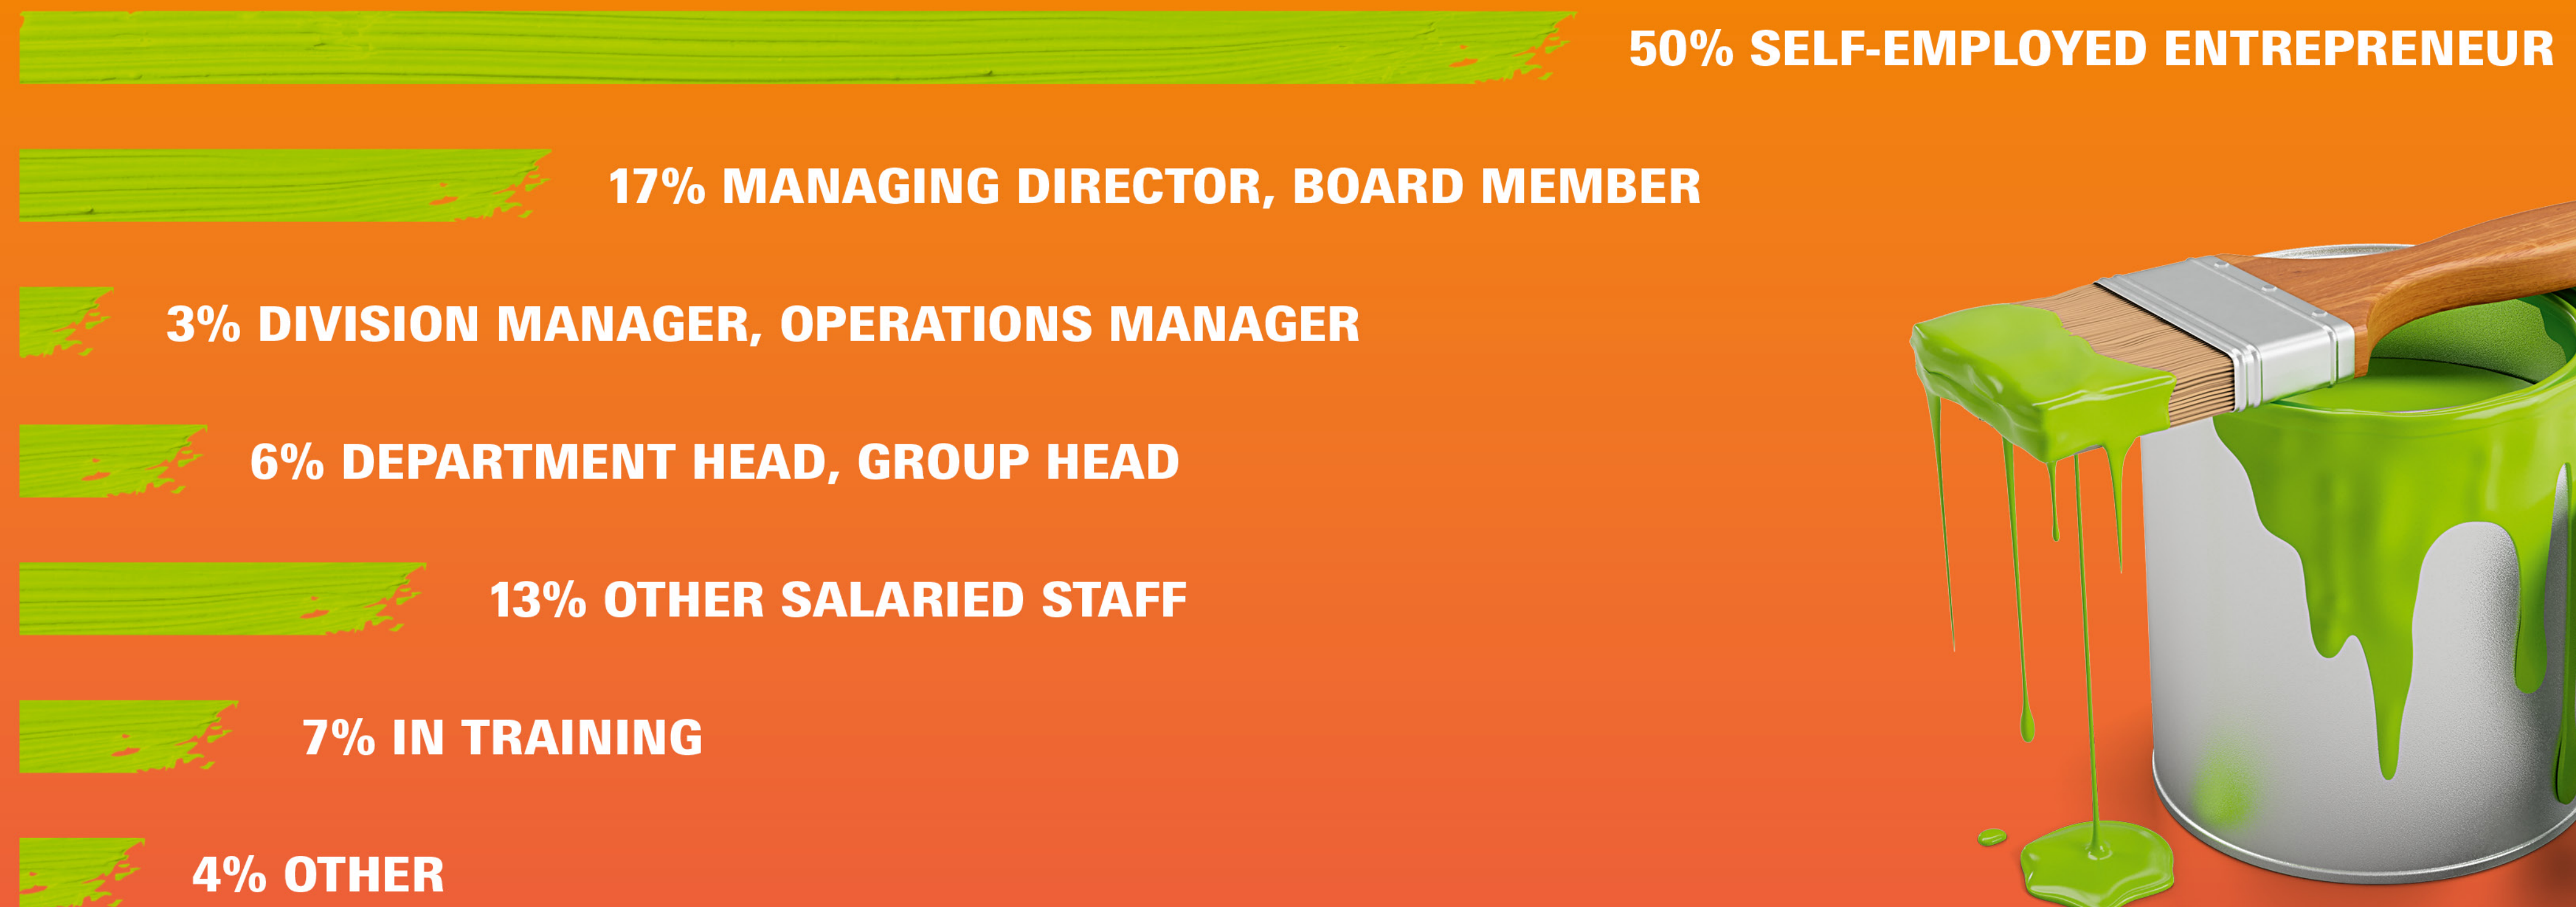 50% SELF-EMPLOYED ENTREPRENEUR
17% MANAGING DIRECTOR, BOARD MEMBER
3% DIVISION MANAGER, OPERATIONS MANAGER
6% DEPARTMENT HEAD, GROUP HEAD
13% OTHER SALARIED STAFF
7% IN TRAINING
4% OTHER